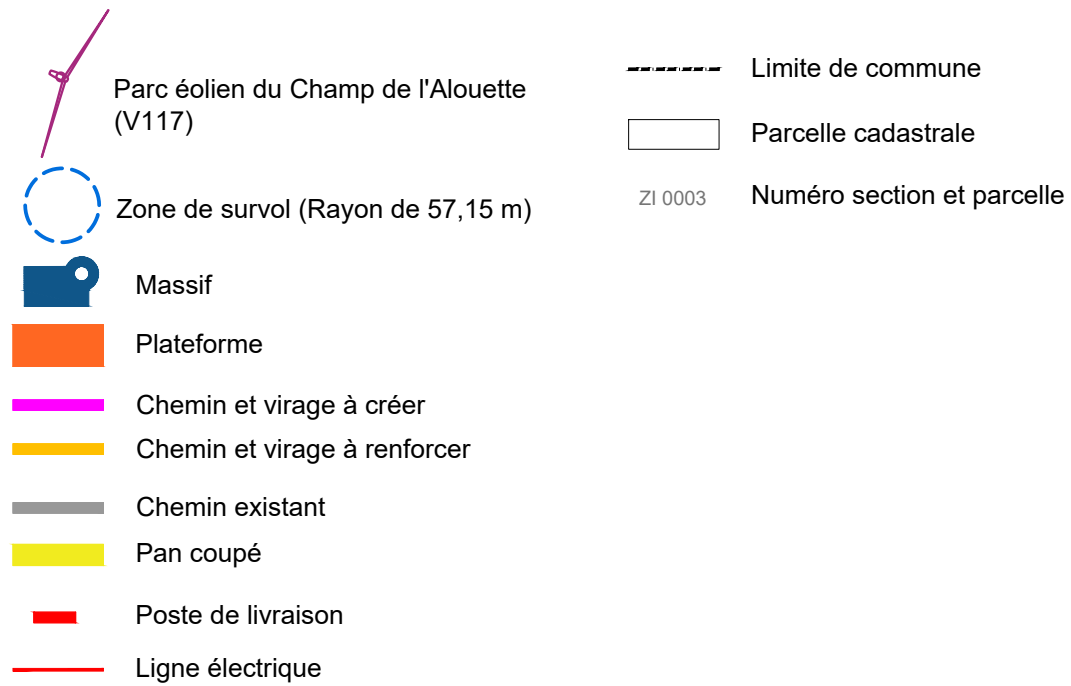 Parc éolien du Champ de l'Alouette
(V117)
Zone de survol (Rayon de 57,15 m)
Massif
Plateforme
Chemin et virage à créer
Chemin et virage à renforcer
Chemin existant
Pan coupé
Poste de livraison
Ligne électrique
Limite de commune
Parcelle cadastrale
ZI 0003 Numéro section et parcelle